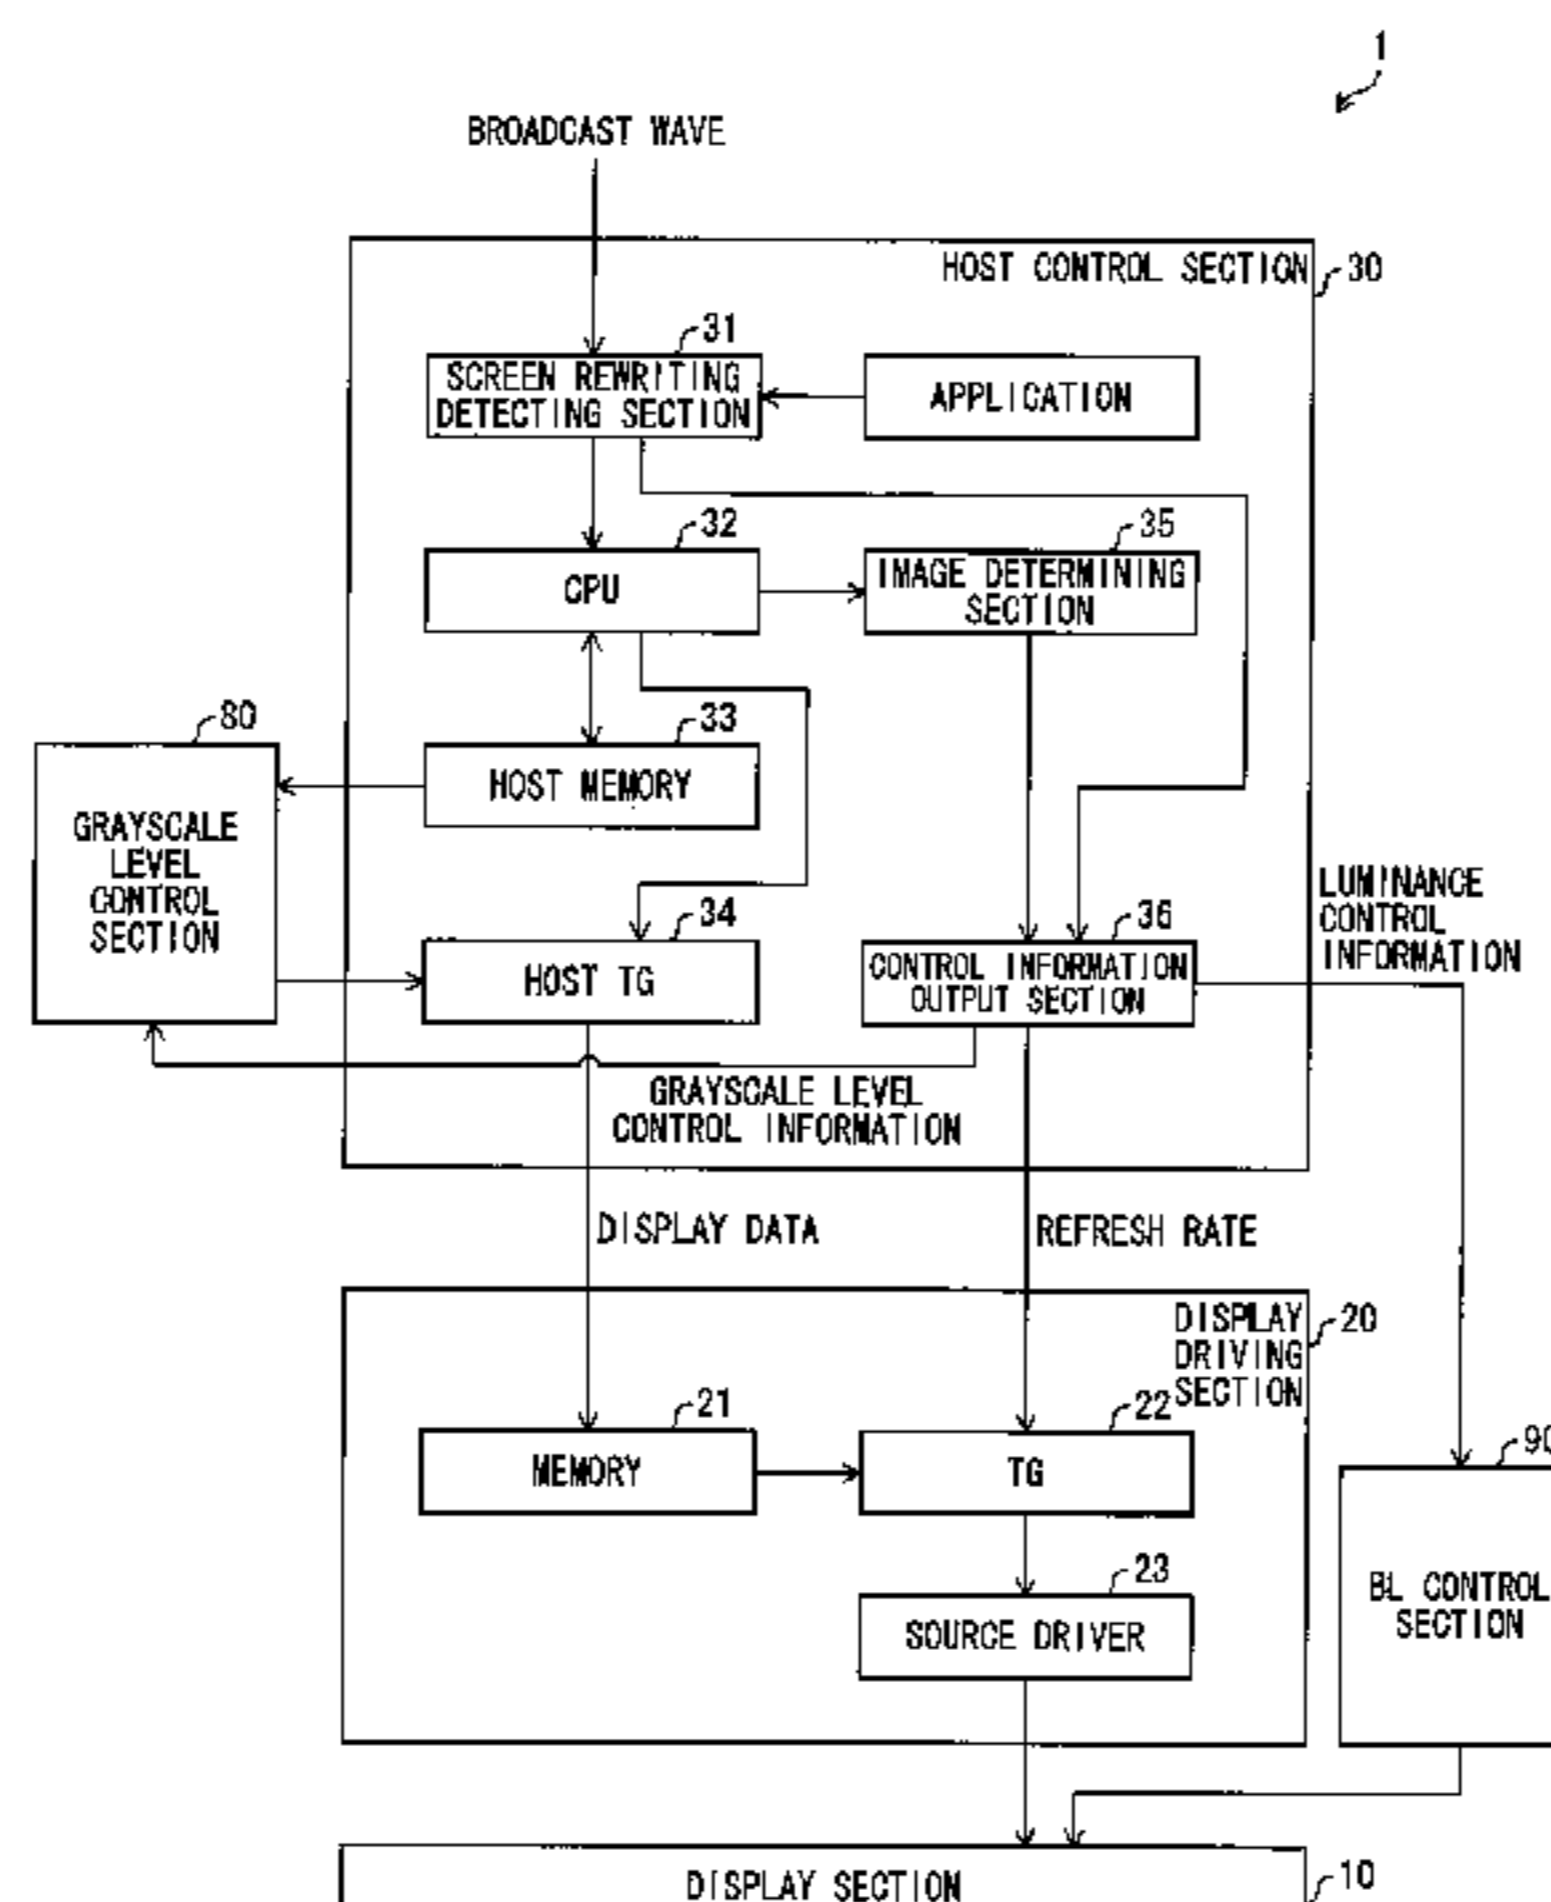 1
BROADCAST WAVE
HOST CONTROL SECTION
30
31
SCREEN REWRITING
DETECTING SECTION
APPLICATION
32
CPU
35
IMAGE DETERMINING
SECTION
80
GRAYSCALE
LEVEL
CONTROL
SECTION
33
HOST MEMORY
34
HOST TG
36
CONTROL INFORMATION
OUTPUT SECTION
LUMINANCE
CONTROL
INFORMATION
GRAYSCALE LEVEL
CONTROL INFORMATION
DISPLAY DATA
REFRESH RATE
DISPLAY
DRIVING
SECTION
20
21
MEMORY
22
TG
23
SOURCE DRIVER
90
BL CONTROL
SECTION
DISPLAY SECTION
10